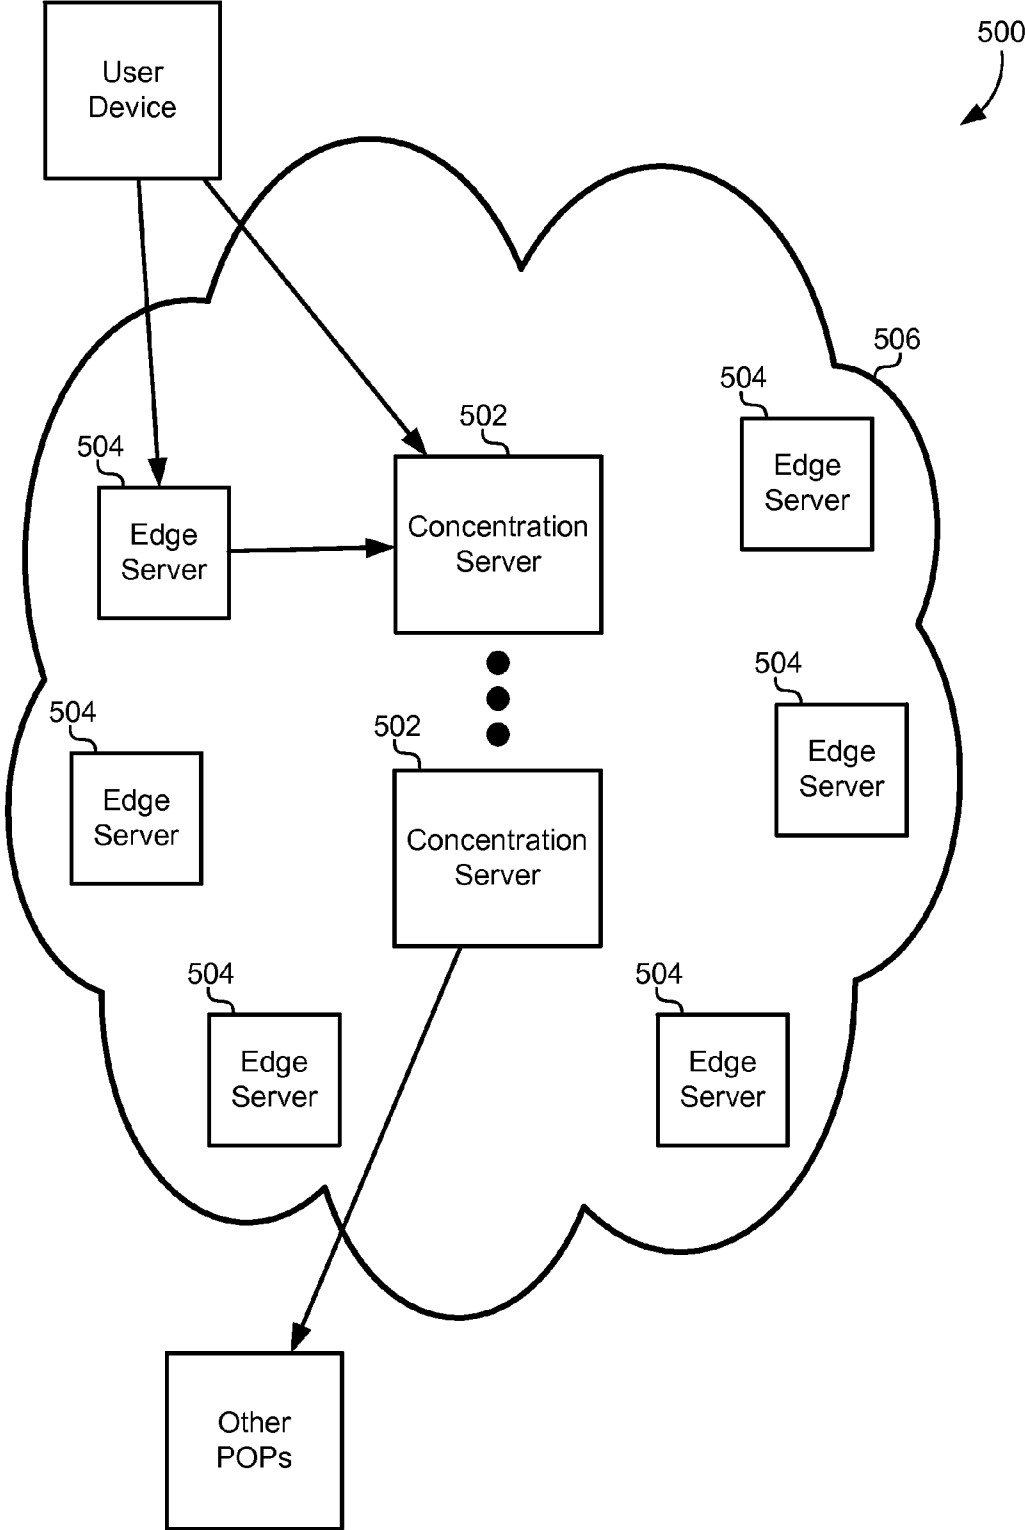 500
User
Device
506
504
Edge
Server
502
Concentration
Server
504
Edge
Server
504
Edge
Server
504
Edge
Server
502
Concentration
Server
504
Edge
Server
504
Edge
Server
Other
POPs